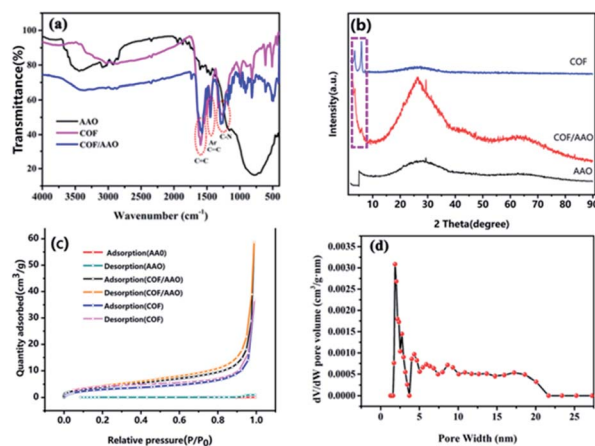 (a)
Transmittance(%)
100
80
60
40
20
AAO
COF
COF/AAO
C-N
Ar
C=C
C=C
4000 3500 3000 2500 2000 1500 1000 500
Wavenumber (cm-1)
(b)
Intensity(a.u.)
COF
COF/AAO
AAO
10 20 30 40 50 60 70 80 90
2 Theta(degree)
(c)
Quantity adsorbed(cm3/g)
60
50
40
30
20
10
0
Adsorption(AAO)
Desorption(AAO)
Adsorption(COF/AAO)
Desorption(COF/AAO)
Adsorption(COF)
Desorption(COF)
0.0 0.2 0.4 0.6 0.8 1.0
Relative pressure(P/P0)
(d)
dV/dW pore volume (cm3/g·nm)
0.0035
0.0030
0.0025
0.0020
0.0015
0.0010
0.0005
0.0000
0 5 10 15 20 25
Pore Width(nm)